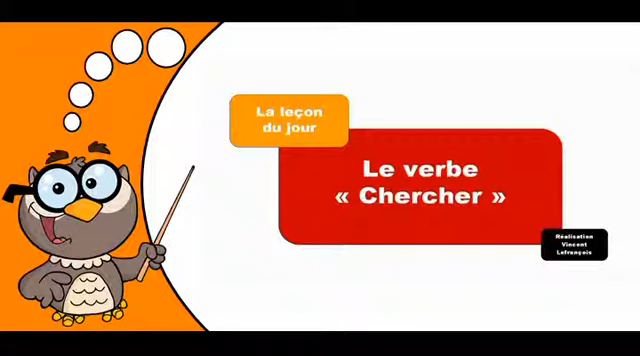 La leçon
du jour
Le verbe
« Chercher »
Réalisation
Vincent
Lefrançois